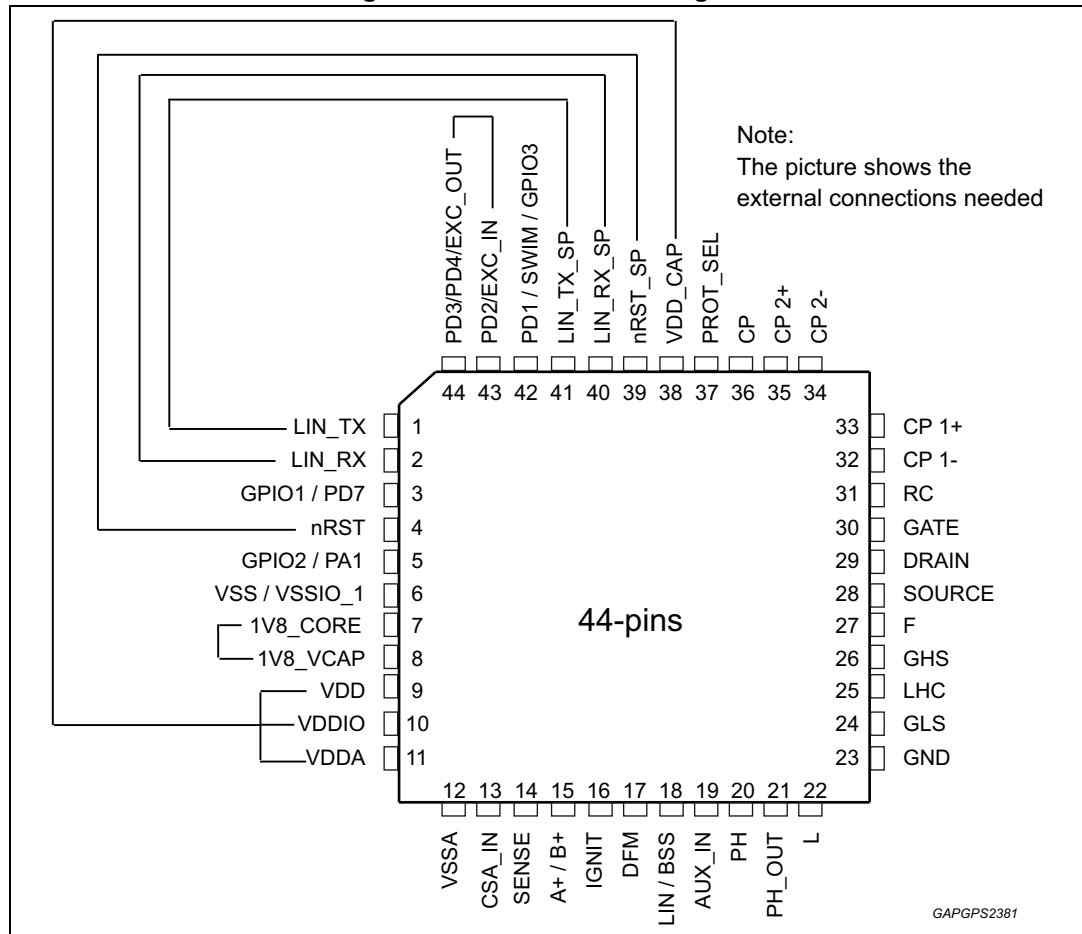 Note:
The picture shows the
external connections needed
PD3/PD4/EXC_OUT
PD2/EXC_IN
PD1 / SWIM / GPIO3
LIN_TX_SP
LIN_RX_SP
nRST_SP
VDD_CAP
PROT_SEL
CP
CP 2+
CP 2-
44 43 42 41 40 39 38 37 36 35 34
LIN_TX 1
LIN_RX 2
GPIO1 / PD7 3
nRST 4
GPIO2 / PA1 5
VSS / VSSIO_1 6
1V8_CORE 7
1V8_VCAP 8
VDD 9
VDDIO 10
VDDA 11
44-pins
33 CP 1+
32 CP 1-
31 RC
30 GATE
29 DRAIN
28 SOURCE
27 F
26 GHS
25 LHC
24 GLS
23 GND
12 13 14 15 16 17 18 19 20 21 22
VSSA
CSA_IN
SENSE
A+ / B+
IGNIT
DFM
LIN / BSS
AUX_IN
PH
PH_OUT
L
GAPGPS2381